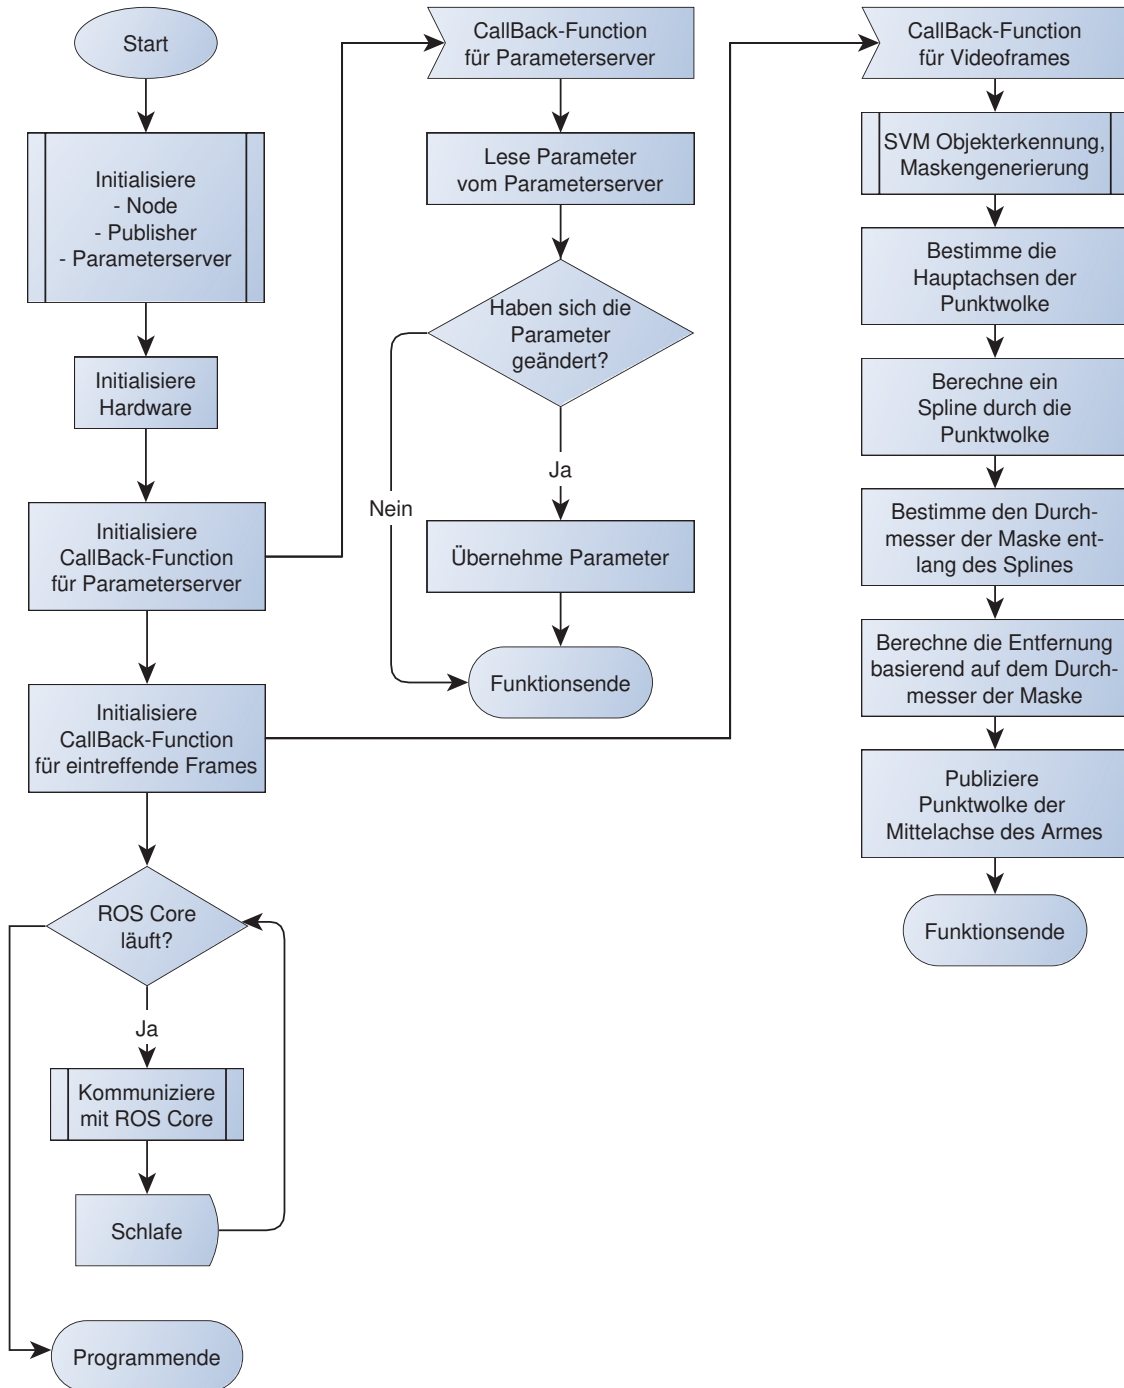 Start
Initialisiere
- Node
- Publisher
- Parameterserver
Initialisiere
Hardware
Initialisiere
CallBack-Function
für Parameterserver
Initialisiere
CallBack-Function
für eintreffende Frames
ROS Core
läuft?
Ja
Kommuniziere
mit ROS Core
Schlafe
Programmende
CallBack-Function
für Parameterserver
Lese Parameter
vom Parameterserver
Haben sich die
Parameter
geändert?
Ja
Nein
Übernehme Parameter
Funktionsende
CallBack-Function
für Videoframes
SVM Objekterkennung,
Maskengenerierung
Bestimme die
Hauptachsen der
Punktwolke
Berechne ein
Spline durch die
Punktwolke
Bestimme den Durch-
messer der Maske ent-
lang des Splines
Berechne die Entfernung
basierend auf dem Durch-
messer der Maske
Publiziere
Punktwolke der
Mittelachse des Armes
Funktionsende